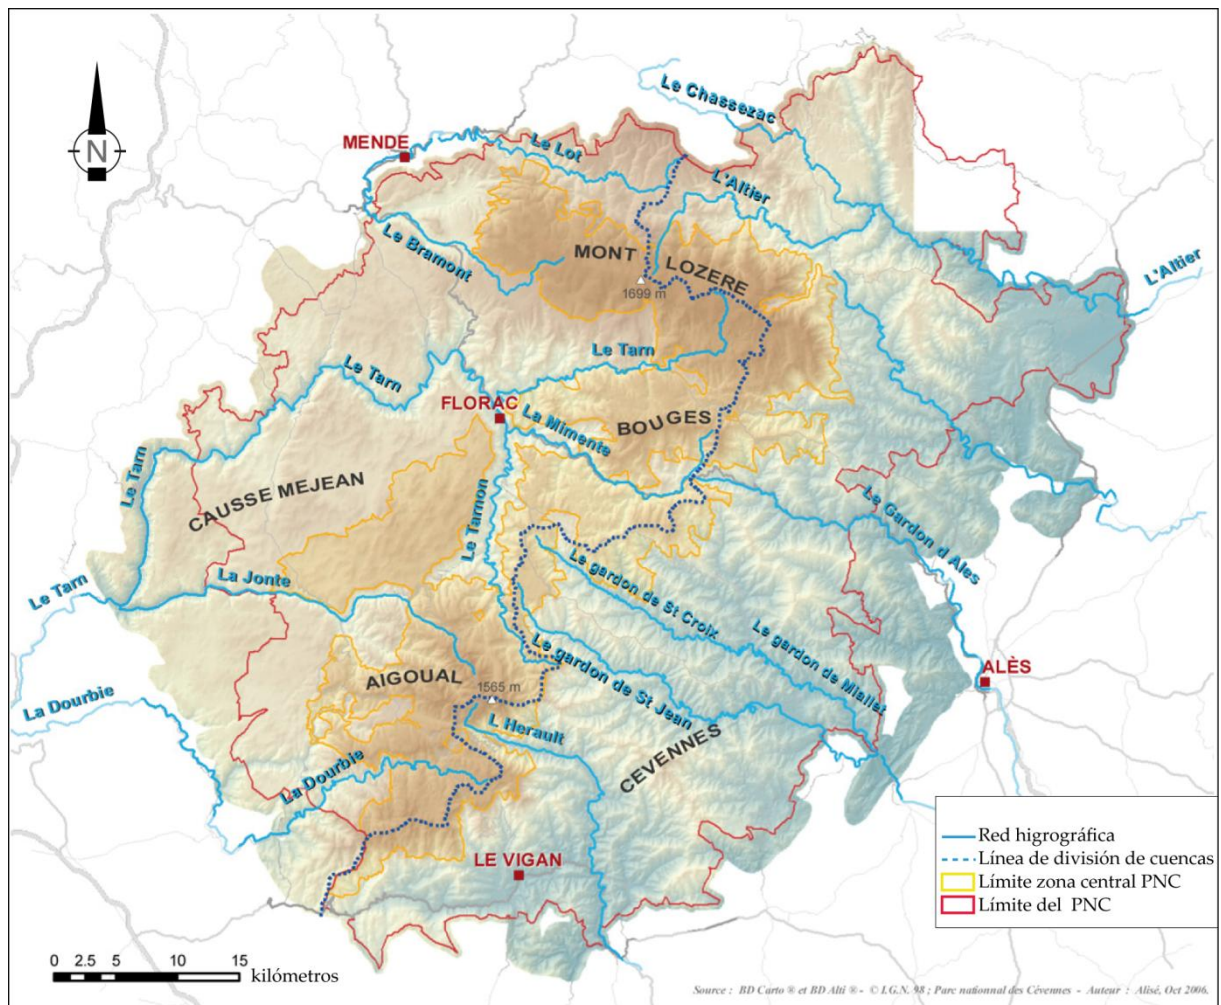 Le Chassezac
N
MENDE
Le Lot
L'Altier
Le Bramont
MONT LOZERE
1699 m
L'Altier
Le Tarn
Le Tarn
FLORAC
La Mimente
BOUGES
Le Tarn
CAUSSE MEJEAN
Le Tarnon
Le Gardon d Ales
Le Tarn
La Jonte
Le gardon de St Croix
Le gardon de Miallet
AIGOUAL
1565 m
Le gardon de St Jean
ALÈS
La Dourbie
L Herault
CEVENNES
La Dourbie
LE VIGAN
Red higrográfica
Línea de división de cuencas
Límite zona central PNC
Límite del PNC
0 2.5 5 10 15
kilómetros
Source : BD Carto ® et BD Alti ® - © I.G.N. 98 ; Parc nationnal des Cévennes - Auteur : Alisé, Oct 2006.